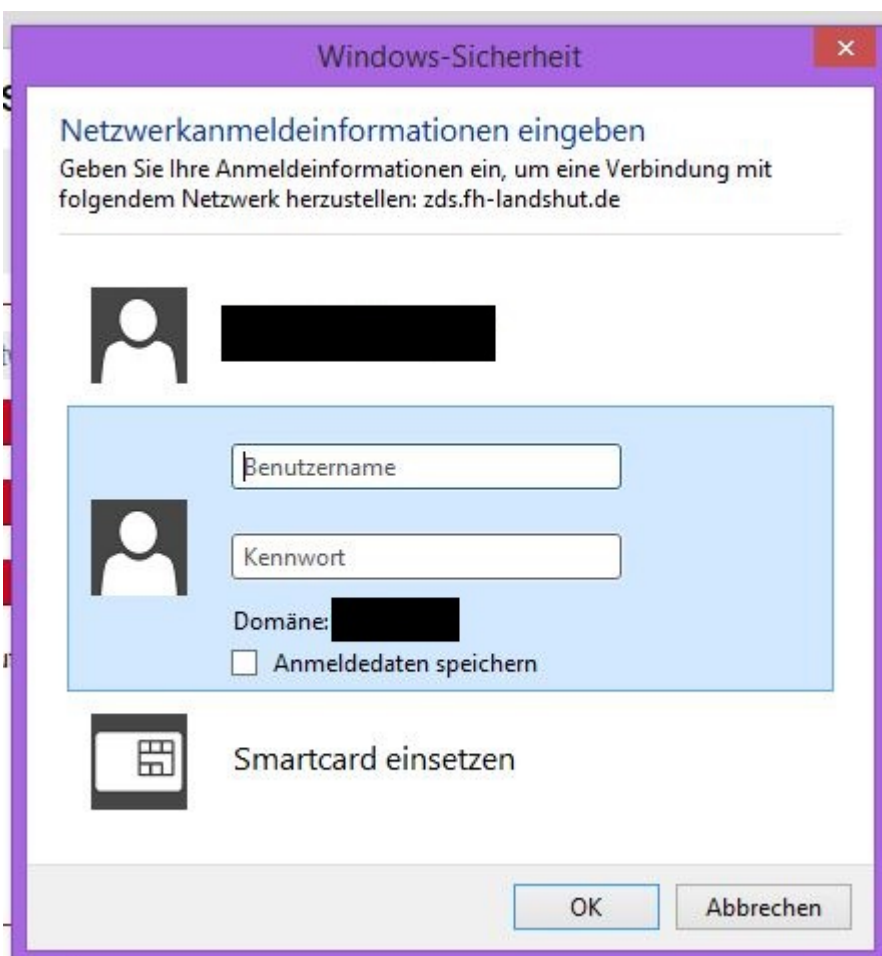 Windows-Sicherheit
Netzwerkanmeldeinformationen eingeben
Geben Sie Ihre Anmeldeinformationen ein, um eine Verbindung mit
folgendem Netzwerk herzustellen: zds.fh-landshut.de
Benutzername
Kennwort
Domäne:
Anmeldedaten speichern
Smartcard einsetzen
OK
Abbrechen